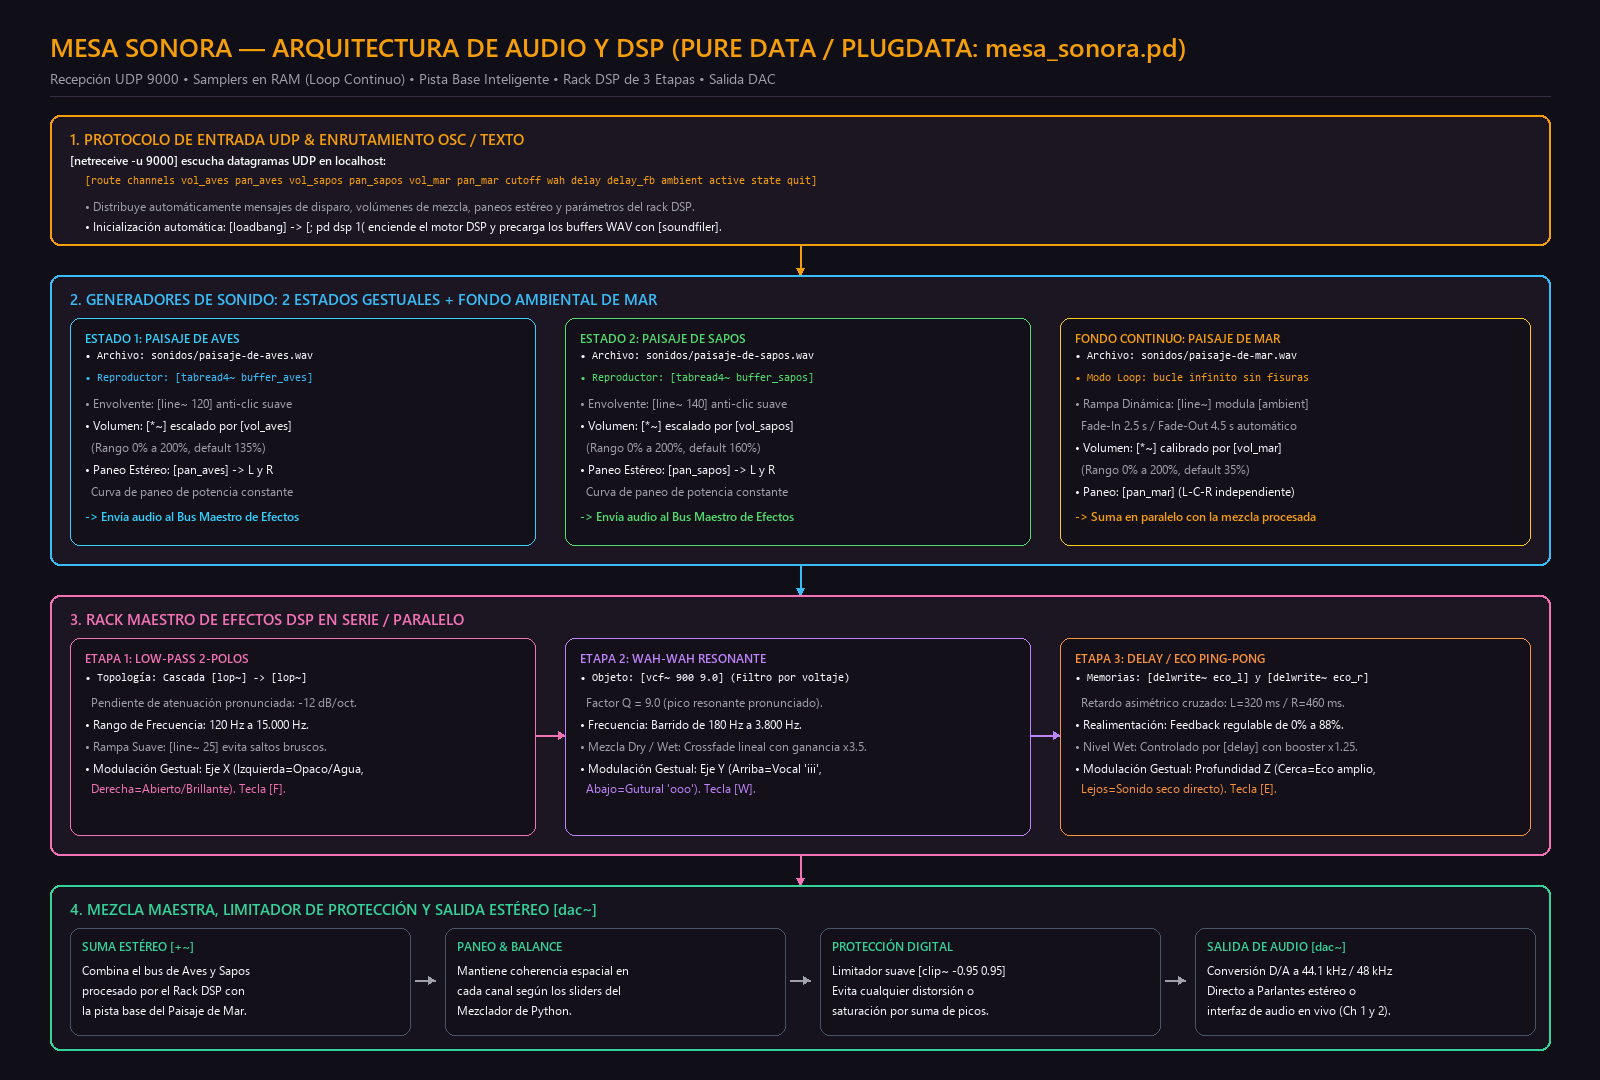 MESA SONORA — ARQUITECTURA DE AUDIO Y DSP (PURE DATA / PLUGDATA: mesa_sonora.pd)
Recepción UDP 9000 • Samplers en RAM (Loop Continuo) • Pista Base Inteligente • Rack DSP de 3 Etapas • Salida DAC
1. PROTOCOLO DE ENTRADA UDP & ENRUTAMIENTO OSC / TEXTO
[netreceive -u 9000] escucha datagramas UDP en localhost:
[route channels vol_aves pan_aves vol_sapos pan_sapos vol_mar pan_mar cutoff wah delay delay_fb ambient active state quit]
• Distribuye automáticamente mensajes de disparo, volúmenes de mezcla, paneos estéreo y parámetros del rack DSP.
• Inicialización automática: [loadbang] -> [; pd dsp 1( enciende el motor DSP y precarga los buffers WAV con [soundfiler].
2. GENERADORES DE SONIDO: 2 ESTADOS GESTUALES + FONDO AMBIENTAL DE MAR
ESTADO 1: PAISAJE DE AVES
• Archivo: sonidos/paisaje-de-aves.wav
• Reproductor: [tabread4~ buffer_aves]
• Envolvente: [line~ 120] anti-clic suave
• Volumen: [*~] escalado por [vol_aves]
(Rango 0% a 200%, default 135%)
• Paneo Estéreo: [pan_aves] -> L y R
Curva de paneo de potencia constante
-> Envía audio al Bus Maestro de Efectos
ESTADO 2: PAISAJE DE SAPOS
• Archivo: sonidos/paisaje-de-sapos.wav
• Reproductor: [tabread4~ buffer_sapos]
• Envolvente: [line~ 140] anti-clic suave
• Volumen: [*~] escalado por [vol_sapos]
(Rango 0% a 200%, default 160%)
• Paneo Estéreo: [pan_sapos] -> L y R
Curva de paneo de potencia constante
-> Envía audio al Bus Maestro de Efectos
FONDO CONTINUO: PAISAJE DE MAR
• Archivo: sonidos/paisaje-de-mar.wav
• Modo Loop: bucle infinito sin fisuras
• Rampa Dinámica: [line~] modula [ambient]
Fade-In 2.5 s / Fade-Out 4.5 s automático
• Volumen: [*~] calibrado por [vol_mar]
(Rango 0% a 200%, default 35%)
• Paneo: [pan_mar] (L-C-R independiente)
-> Suma en paralelo con la mezcla procesada
3. RACK MAESTRO DE EFECTOS DSP EN SERIE / PARALELO
ETAPA 1: LOW-PASS 2-POLOS
• Topología: Cascada [lop~] -> [lop~]
Pendiente de atenuación pronunciada: -12 dB/oct.
• Rango de Frecuencia: 120 Hz a 15.000 Hz.
• Rampa Suave: [line~ 25] evita saltos bruscos.
• Modulación Gestual: Eje X (Izquierda=Opaco/Agua,
Derecha=Abierto/Brillante). Tecla [F].
ETAPA 2: WAH-WAH RESONANTE
• Objeto: [vcf~ 900 9.0] (Filtro por voltaje)
Factor Q = 9.0 (pico resonante pronunciado).
• Frecuencia: Barrido de 180 Hz a 3.800 Hz.
• Mezcla Dry / Wet: Crossfade lineal con ganancia x3.5.
• Modulación Gestual: Eje Y (Arriba=Vocal 'iii',
Abajo=Gutural 'ooo'). Tecla [W].
ETAPA 3: DELAY / ECO PING-PONG
• Memorias: [delwrite~ eco_l] y [delwrite~ eco_r]
Retardo asimétrico cruzado: L=320 ms / R=460 ms.
• Realimentación: Feedback regulable de 0% a 88%.
• Nivel Wet: Controlado por [delay] con booster x1.25.
• Modulación Gestual: Profundidad Z (Cerca=Eco amplio,
Lejos=Sonido seco directo). Tecla [E].
4. MEZCLA MAESTRA, LIMITADOR DE PROTECCIÓN Y SALIDA ESTÉREO [dac~]
SUMA ESTÉREO [+~]
Combina el bus de Aves y Sapos
procesado por el Rack DSP con
la pista base del Paisaje de Mar.
PANEO & BALANCE
Mantiene coherencia espacial en
cada canal según los sliders del
Mezclador de Python.
PROTECCIÓN DIGITAL
Limitador suave [clip~ -0.95 0.95]
Evita cualquier distorsión o
saturación por suma de picos.
SALIDA DE AUDIO [dac~]
Conversión D/A a 44.1 kHz / 48 kHz
Directo a Parlantes estéreo o
interfaz de audio en vivo (Ch 1 y 2).